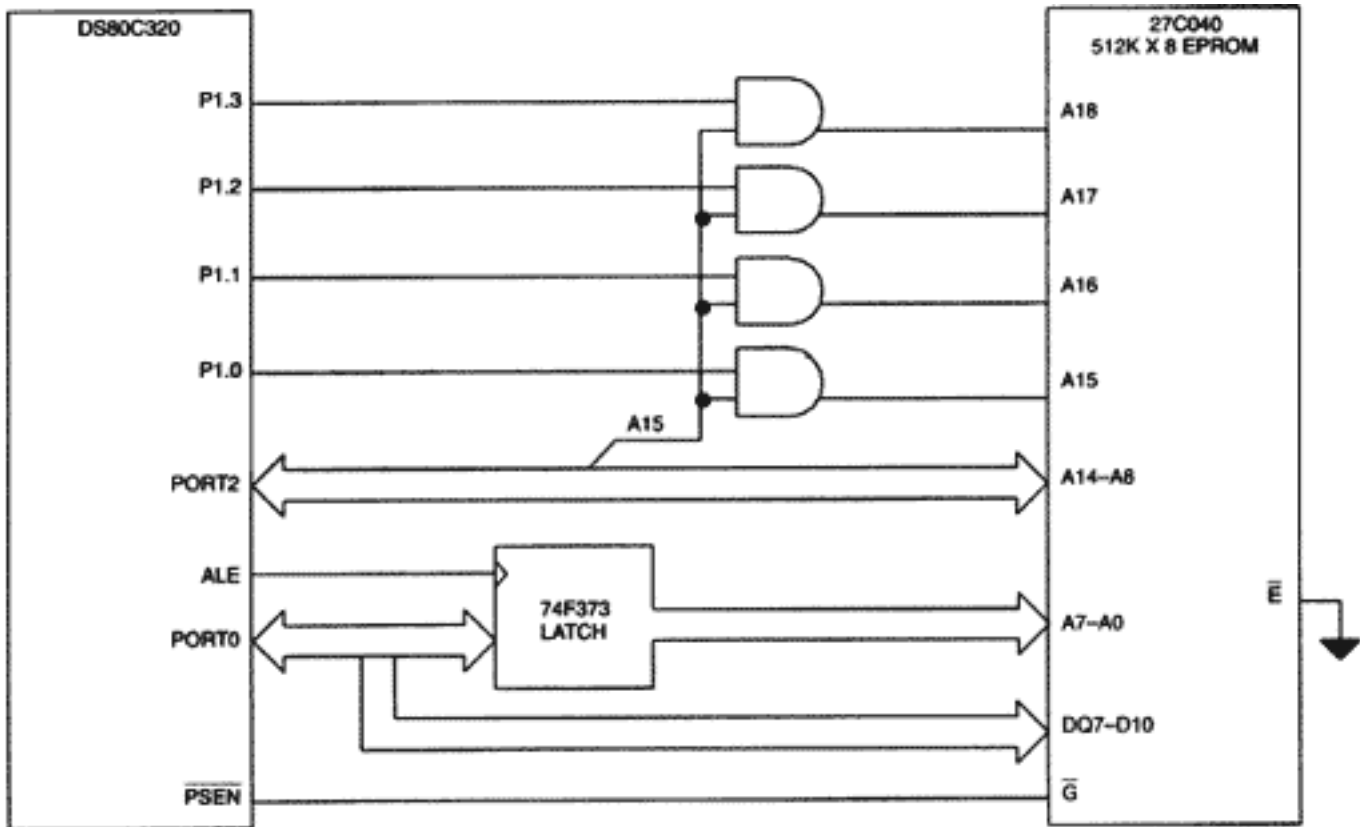 DS80C320
27C040
512K X 8 EPROM
P1.3
A18
P1.2
A17
P1.1
A16
P1.0
A15
A15
PORT2
A14–A8
ALE
74F373
LATCH
E̅
PORT0
A7–A0
DQ7–D10
P̅S̅E̅N̅
G̅